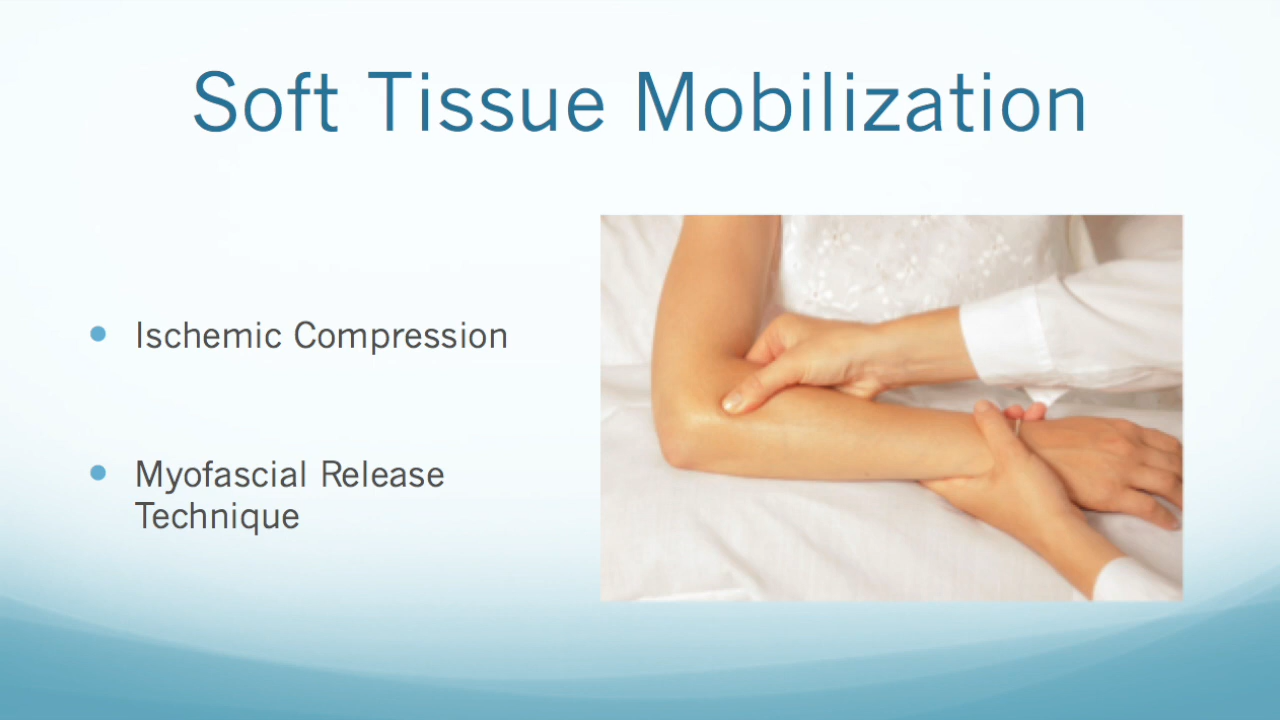 Soft Tissue Mobilization
Ischemic Compression
Myofascial Release
Technique